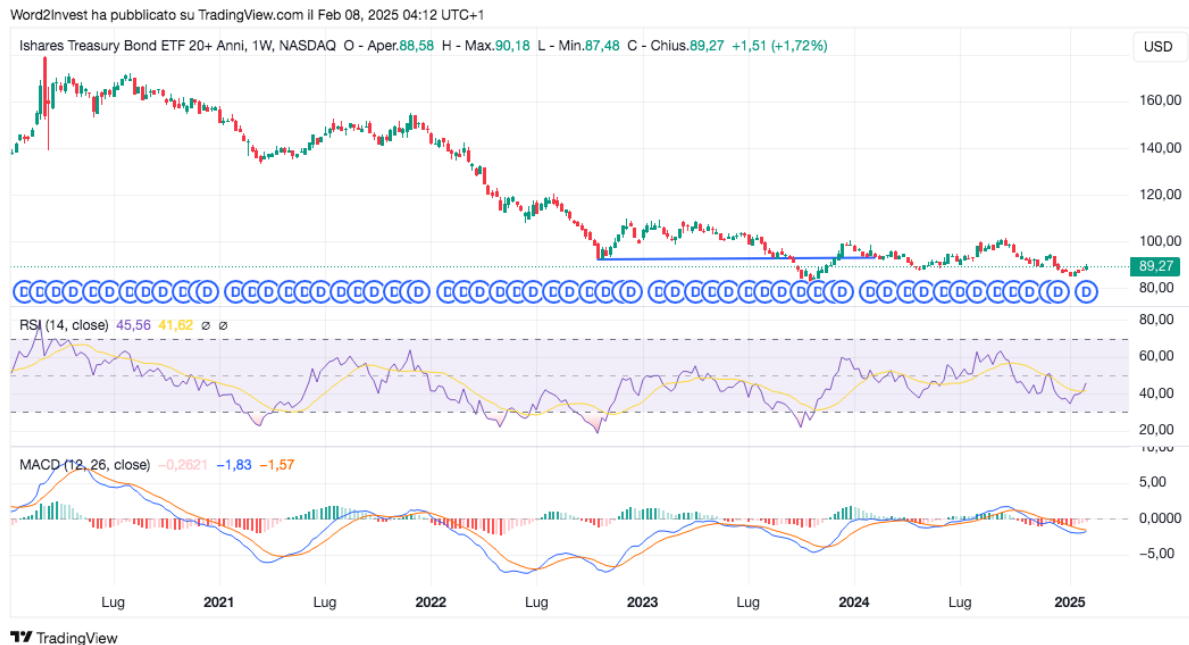 Word2Invest ha pubblicato su TradingView.com il Feb 08, 2025 04:12 UTC+1
Ishares Treasury Bond ETF 20+ Anni, 1W, NASDAQ O - Aper.88,58 H - Max.90,18 L - Min.87,48 C - Chius.89,27 +1,51 (+1,72%)
USD
160,00
140,00
120,00
100,00
89,27
80,00
D D D D D D D D D D D D D D D D D D D D D D D D D D D D D D D D D D D D D D D D D D D D D D D D D D D D D D D D D D D D
RSI (14, close) 45,56 41,62 ∅ ∅
80,00
60,00
40,00
20,00
MACD (12, 26, close) −0,2621 −1,83 −1,57
10,00
5,00
0,0000
−5,00
Lug 2021 Lug 2022 Lug 2023 Lug 2024 Lug 2025
TradingView